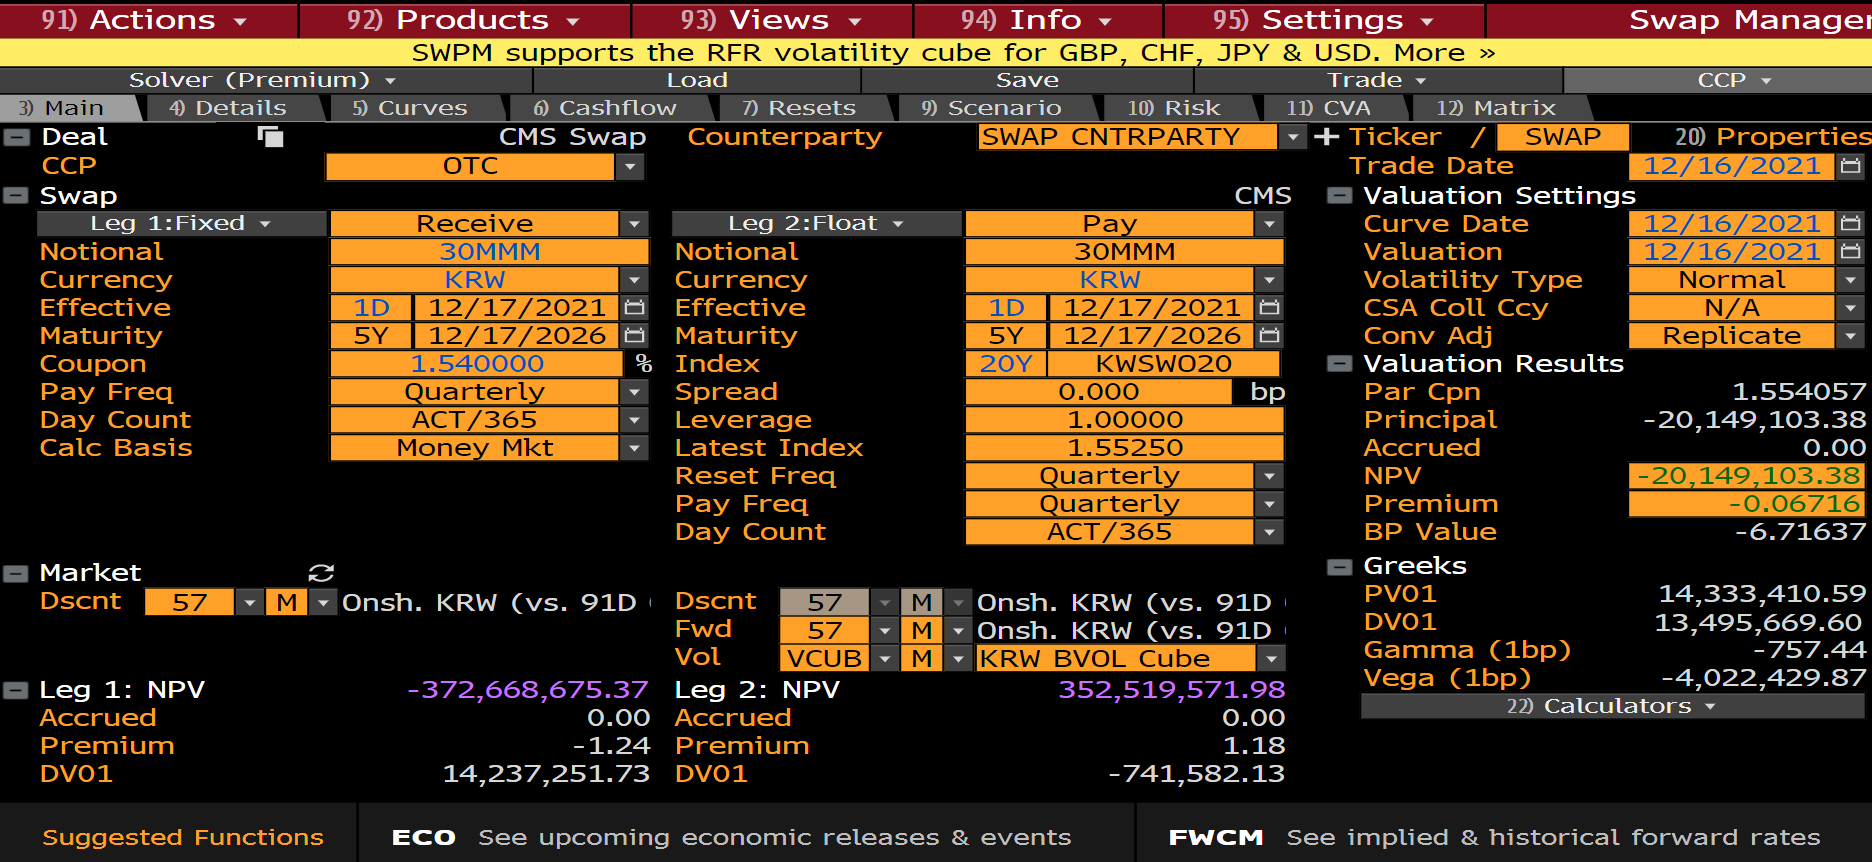 91) Actions 92) Products 93) Views 94) Info 95) Settings Swap Manager
SWPM supports the RFR volatility cube for GBP, CHF, JPY & USD. More »
Solver (Premium) Load Save Trade CCP
3) Main 4) Details 5) Curves 6) Cashflow 7) Resets 9) Scenario 10) Risk 11) CVA 12) Matrix
Deal CMS Swap Counterparty SWAP CNTRPARTY Ticker / SWAP 20) Properties
CCP OTC Trade Date 12/16/2021
Swap CMS Valuation Settings
Leg 1:Fixed Receive Leg 2:Float Pay Curve Date 12/16/2021
Notional 30MMM Notional 30MMM Valuation 12/16/2021
Currency KRW Currency KRW Volatility Type Normal
Effective 1D 12/17/2021 Effective 1D 12/17/2021 CSA Coll Ccy N/A
Maturity 5Y 12/17/2026 Maturity 5Y 12/17/2026 Conv Adj Replicate
Coupon 1.540000 % Index 20Y KWSWO20 Valuation Results
Pay Freq Quarterly Spread 0.000 bp Par Cpn 1.554057
Day Count ACT/365 Leverage 1.00000 Principal -20,149,103.38
Calc Basis Money Mkt Latest Index 1.55250 Accrued 0.00
Reset Freq Quarterly NPV -20,149,103.38
Pay Freq Quarterly Premium -0.06716
Day Count ACT/365 BP Value -6.71637
Market Greeks
Dscnt 57 M Onsh. KRW (vs. 91D Dscnt 57 M Onsh. KRW (vs. 91D PV01 14,333,410.59
Fwd 57 M Onsh. KRW (vs. 91D DV01 13,495,669.60
Vol VCUB M KRW BVOL Cube Gamma (1bp) -757.44
Vega (1bp) -4,022,429.87
Leg 1: NPV -372,668,675.37 Leg 2: NPV 352,519,571.98 22) Calculators
Accrued 0.00 Accrued 0.00
Premium -1.24 Premium 1.18
DV01 14,237,251.73 DV01 -741,582.13
Suggested Functions ECO See upcoming economic releases & events FWCM See implied & historical forward rates